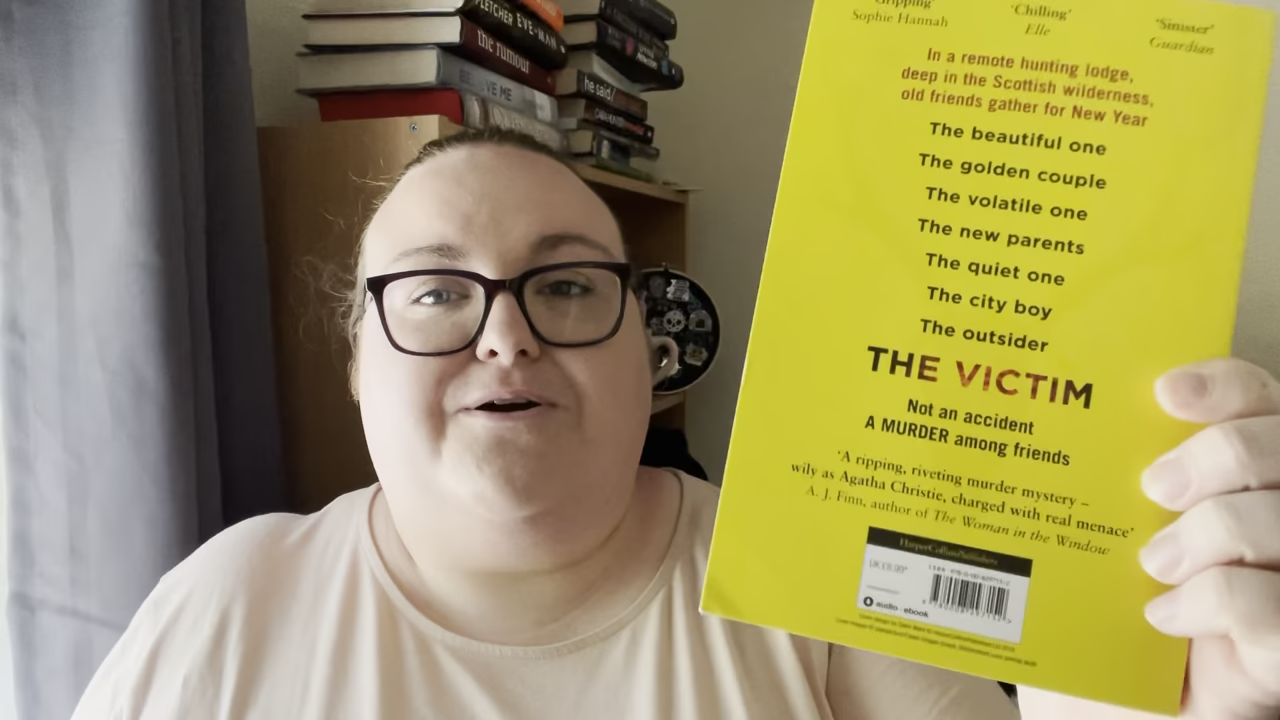 FLETCHER EVE-MAN
the rumour
BELIEVE ME
he said/
'Gripping'
Sophie Hannah
'Chilling'
Elle
'Sinister'
Guardian
In a remote hunting lodge,
deep in the Scottish wilderness,
old friends gather for New Year
The beautiful one
The golden couple
The volatile one
The new parents
The quiet one
The city boy
The outsider
THE VICTIM
Not an accident
A MURDER among friends
'A ripping, riveting murder mystery –
wily as Agatha Christie, charged with real menace'
A. J. Finn, author of The Woman in the Window
HarperCollinsPublishers
audio
ebook